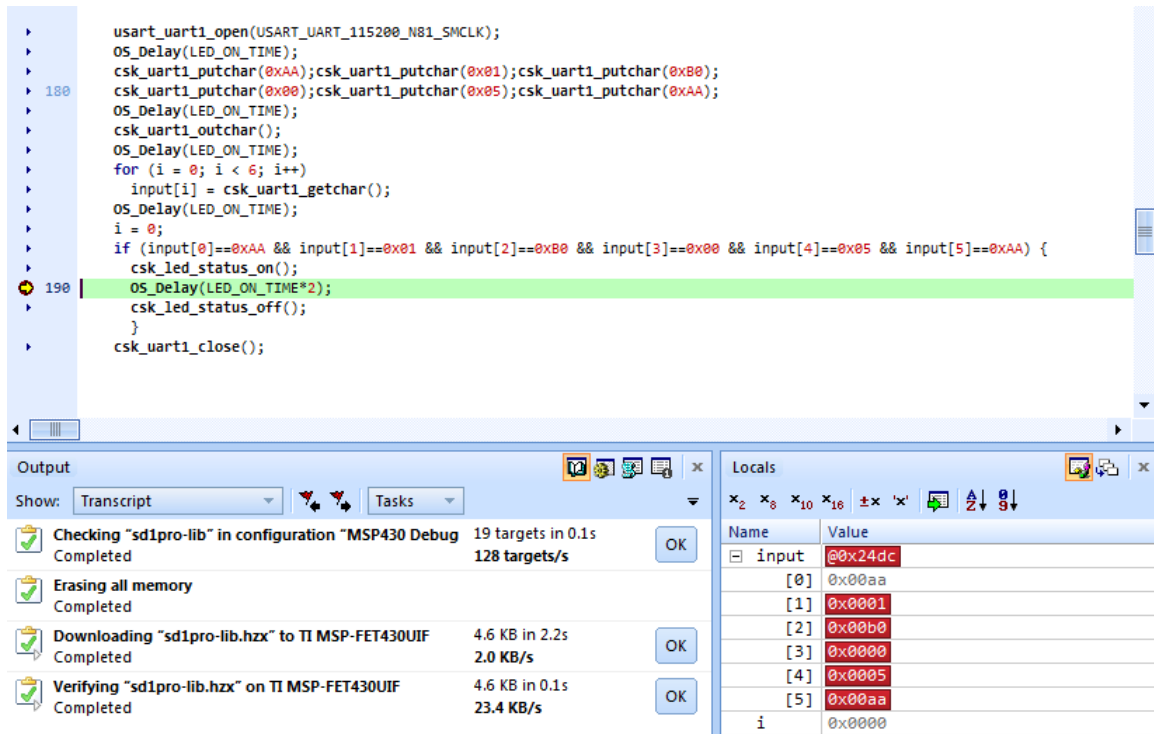 usart_uart1_open(USART_UART_115200_N81_SMCLK);
OS_Delay(LED_ON_TIME);
csk_uart1_putchar(0xAA);csk_uart1_putchar(0x01);csk_uart1_putchar(0xB0);
180 csk_uart1_putchar(0x00);csk_uart1_putchar(0x05);csk_uart1_putchar(0xAA);
OS_Delay(LED_ON_TIME);
csk_uart1_outchar();
OS_Delay(LED_ON_TIME);
for (i = 0; i < 6; i++)
input[i] = csk_uart1_getchar();
OS_Delay(LED_ON_TIME);
i = 0;
if (input[0]==0xAA && input[1]==0x01 && input[2]==0xB0 && input[3]==0x00 && input[4]==0x05 && input[5]==0xAA) {
csk_led_status_on();
190 OS_Delay(LED_ON_TIME*2);
csk_led_status_off();
}
csk_uart1_close();
Output
Show: Transcript Tasks
Checking "sd1pro-lib" in configuration "MSP430 Debug 19 targets in 0.1s
Completed 128 targets/s
OK
Erasing all memory
Completed
Downloading "sd1pro-lib.hzx" to TI MSP-FET430UIF 4.6 KB in 2.2s
Completed 2.0 KB/s
OK
Verifying "sd1pro-lib.hzx" on TI MSP-FET430UIF 4.6 KB in 0.1s
Completed 23.4 KB/s
OK
Locals
x2 x8 x10 x16 ±x 'x' A Z 9 9
Name Value
input @0x24dc
[0] 0x00aa
[1] 0x0001
[2] 0x00b0
[3] 0x0000
[4] 0x0005
[5] 0x00aa
i 0x0000